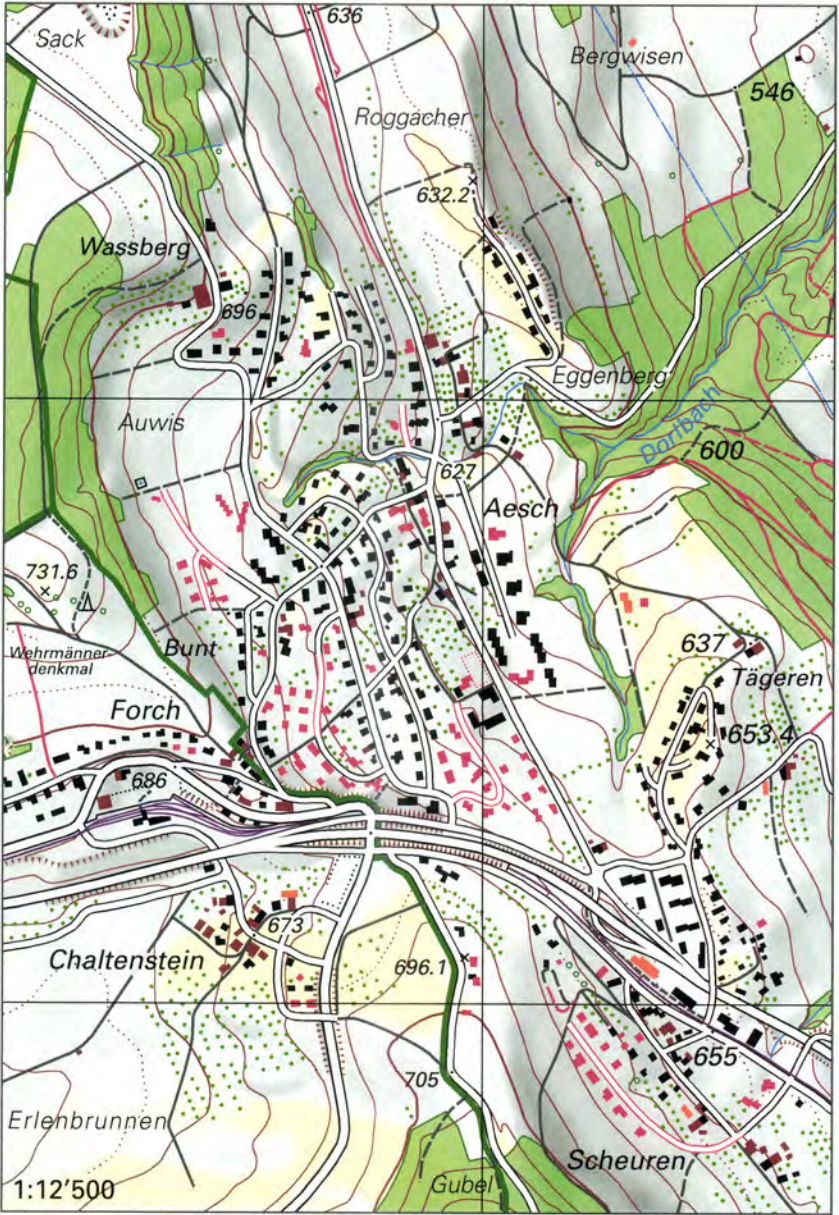 636
Sack
Bergwisen
546
Roggacher
632.2
Wassberg
696
Eggenberg
Auwis
Dorfbach
600
627
Aesch
731.6
Wehrmänner-
denkmal
Bunt
637
Tägeren
Forch
653.4
686
673
Chaltenstein
696.1
655
705
Erlenbrunnen
Scheuren
Gubel
1:12'500